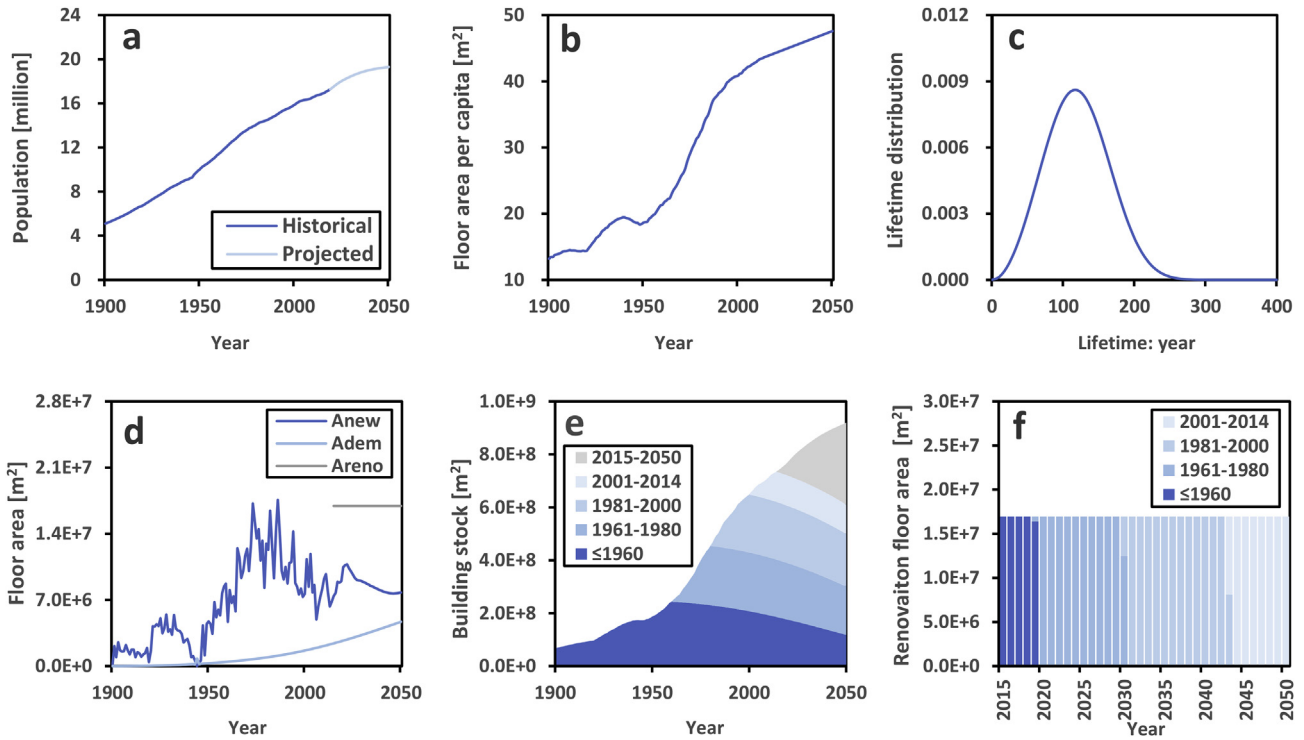 a
Population [million]
24
20
16
12
8
4
0
Historical
Projected
1900
1950
2000
2050
Year
b
Floor area per capita [m²]
50
40
30
20
10
1900
1950
2000
2050
Year
c
Lifetime distribution
0.012
0.009
0.006
0.003
0.000
0
100
200
300
400
Lifetime: year
d
Floor area [m²]
2.8E+7
2.1E+7
1.4E+7
7.0E+6
0.0E+0
Anew
Adem
Areno
1900
1950
2000
2050
Year
e
Building stock [m²]
1.0E+9
8.0E+8
6.0E+8
4.0E+8
2.0E+8
0.0E+0
2015-2050
2001-2014
1981-2000
1961-1980
≤1960
1900
1950
2000
2050
Year
f
Renovaiton floor area [m²]
3.0E+7
2.5E+7
2.0E+7
1.5E+7
1.0E+7
5.0E+6
0.0E+0
2001-2014
1981-2000
1961-1980
≤1960
2015
2020
2025
2030
2035
2040
2045
2050
Year